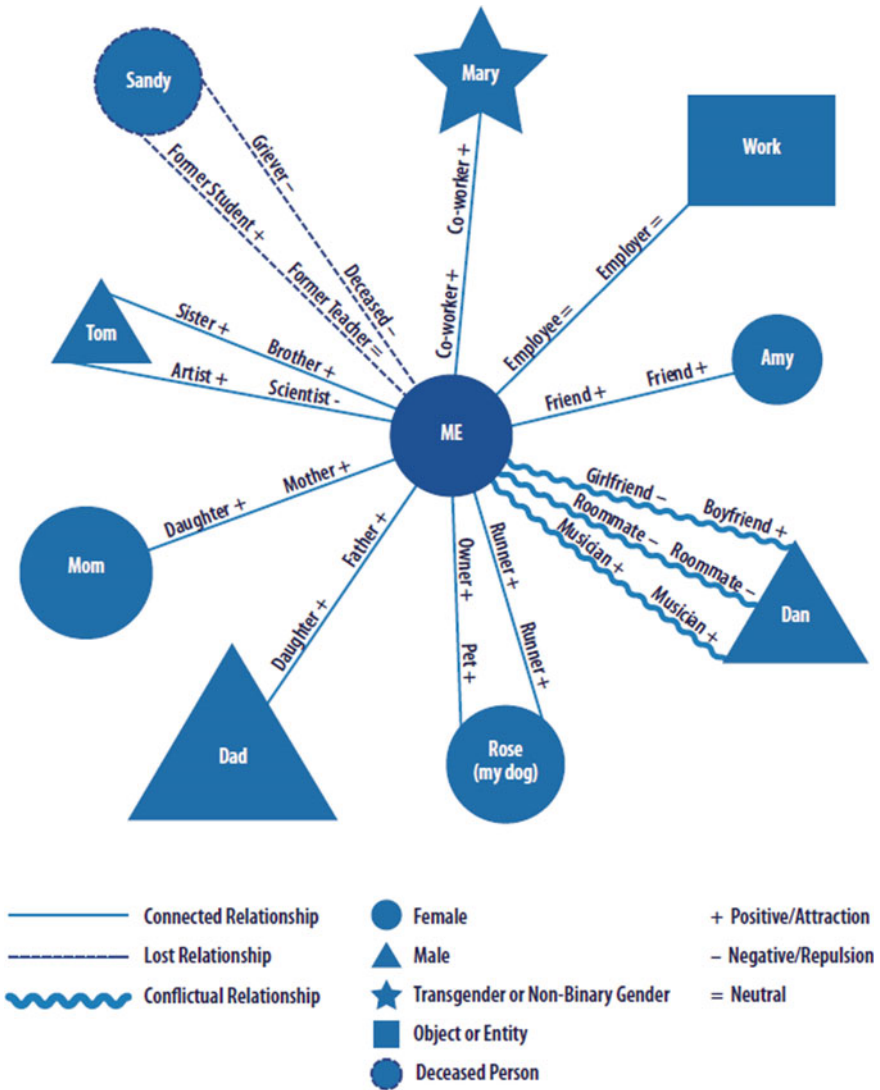 Sandy
Mary
Work
Griever –
Deceased –
Former Student +
Former Teacher =
Co-worker +
Co-worker +
Employer =
Employee =
Tom
Sister +
Brother +
Artist +
Scientist -
ME
Friend +
Friend +
Amy
Girlfriend –
Boyfriend +
Roommate –
Roommate –
Musician +
Musician +
Dan
Mom
Daughter +
Mother +
Daughter +
Father +
Dad
Owner +
Pet +
Runner +
Runner +
Rose
(my dog)
Connected Relationship
Lost Relationship
Conflictual Relationship
Female
Male
Transgender or Non-Binary Gender
Object or Entity
Deceased Person
+ Positive/Attraction
– Negative/Repulsion
= Neutral